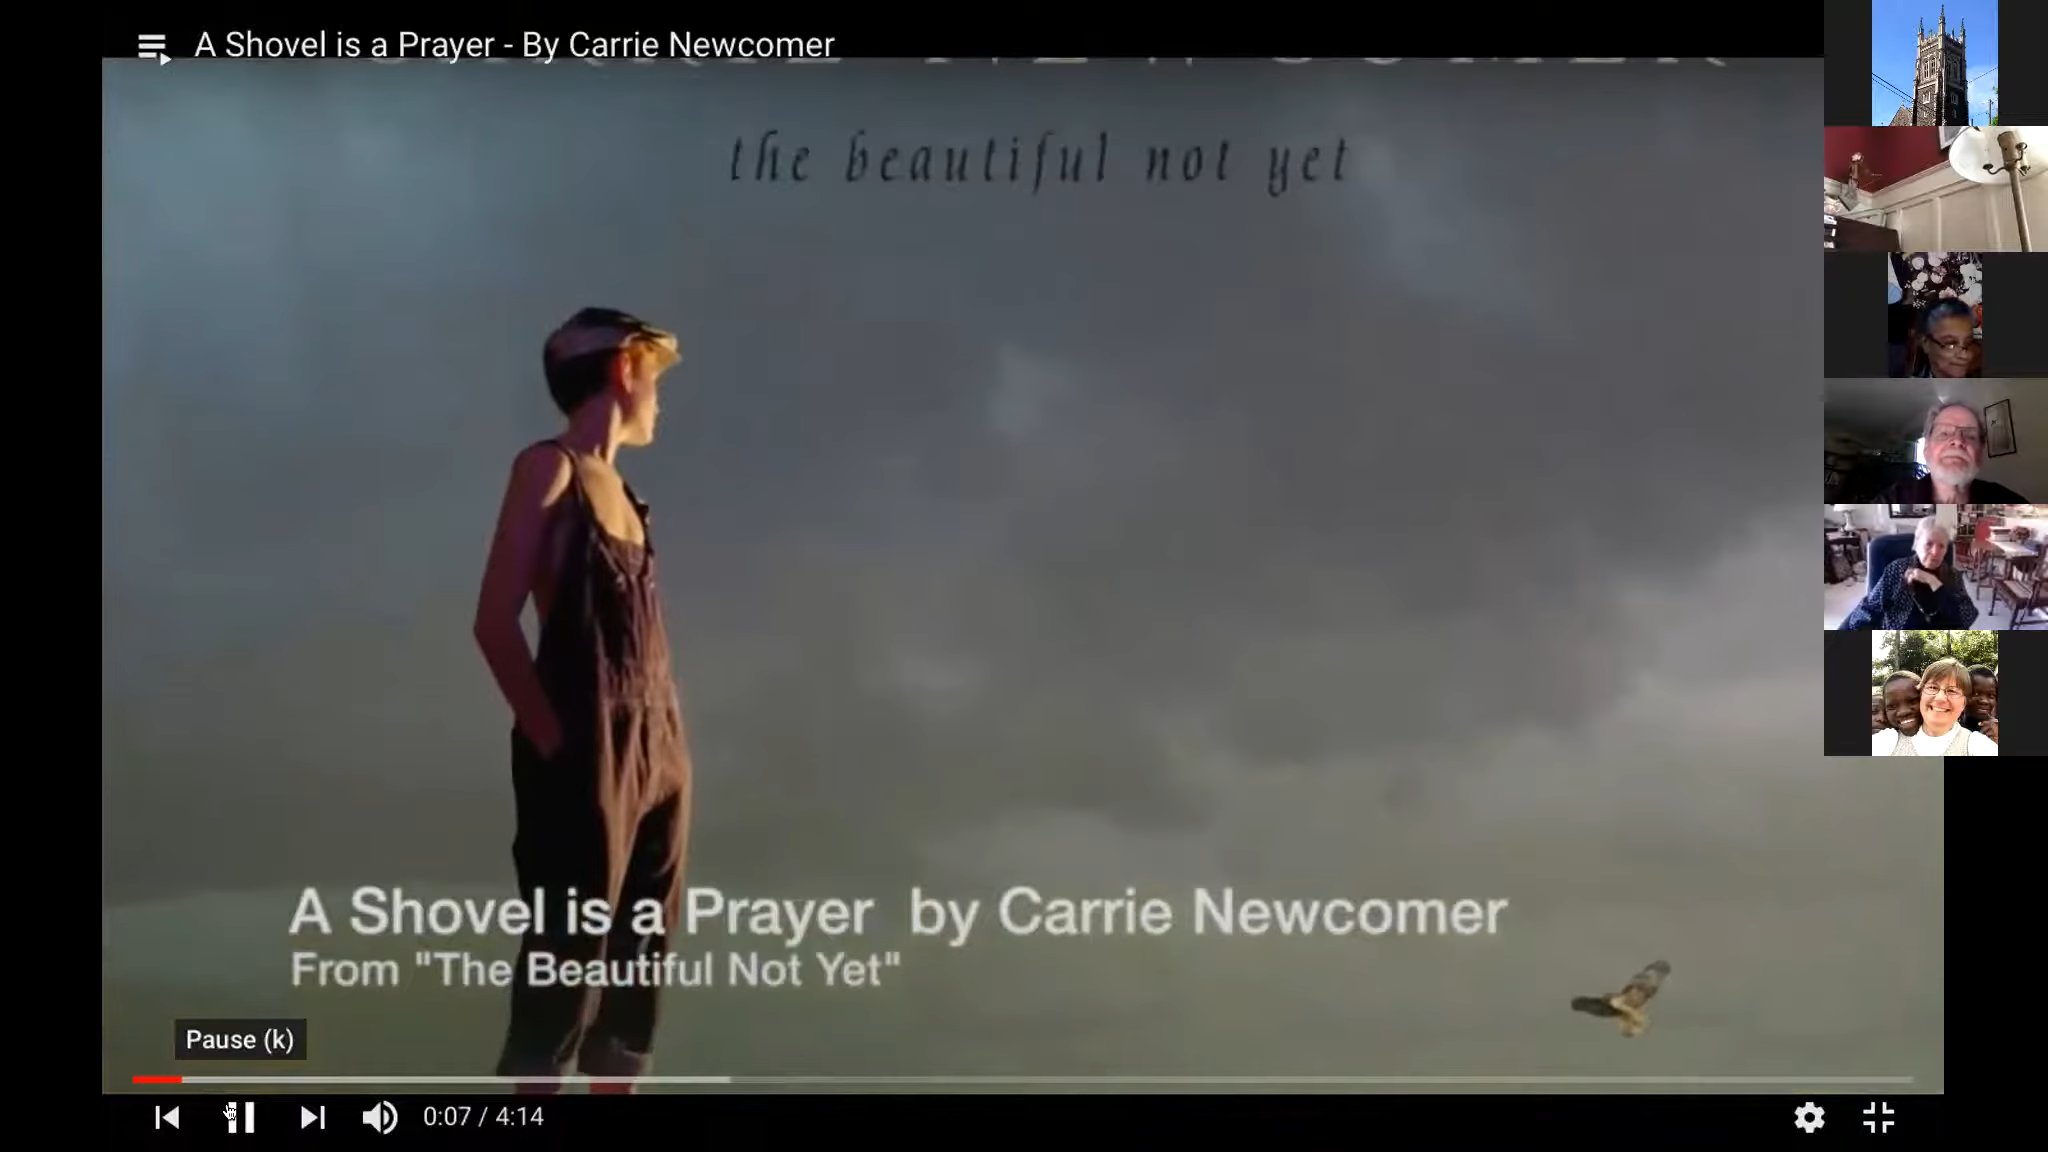 A Shovel is a Prayer - By Carrie Newcomer
the beautiful not yet
A Shovel is a Prayer by Carrie Newcomer
From "The Beautiful Not Yet"
Pause (k)
0:07 / 4:14